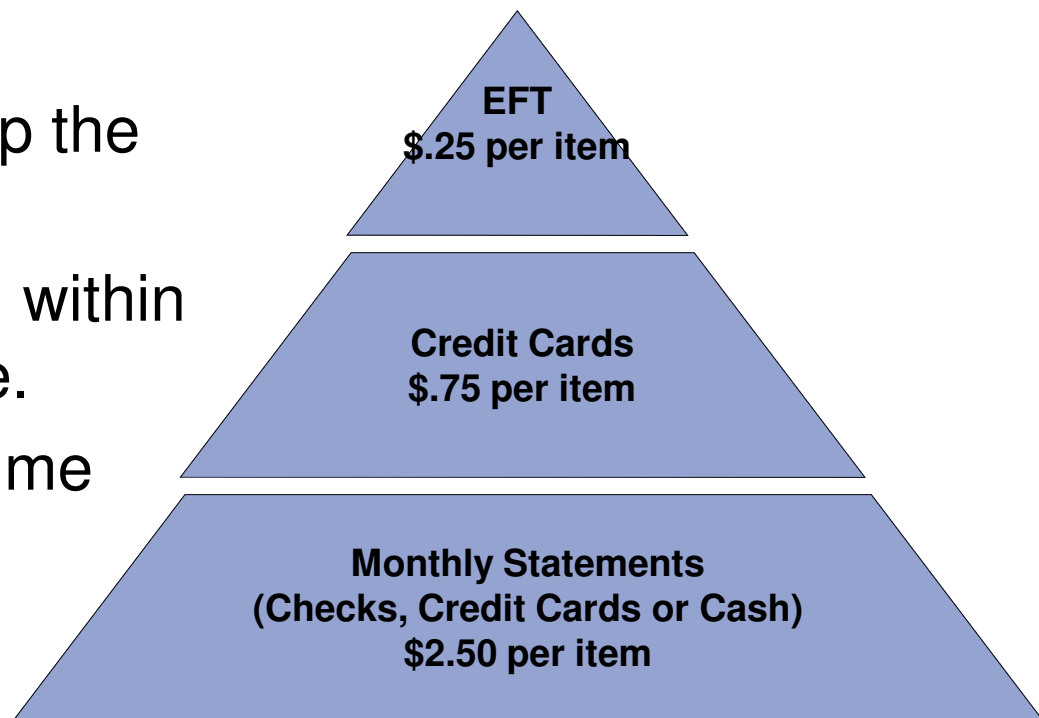 p the
within
e.
me
EFT
$.25 per item
Credit Cards
$.75 per item
Monthly Statements
(Checks, Credit Cards or Cash)
$2.50 per item